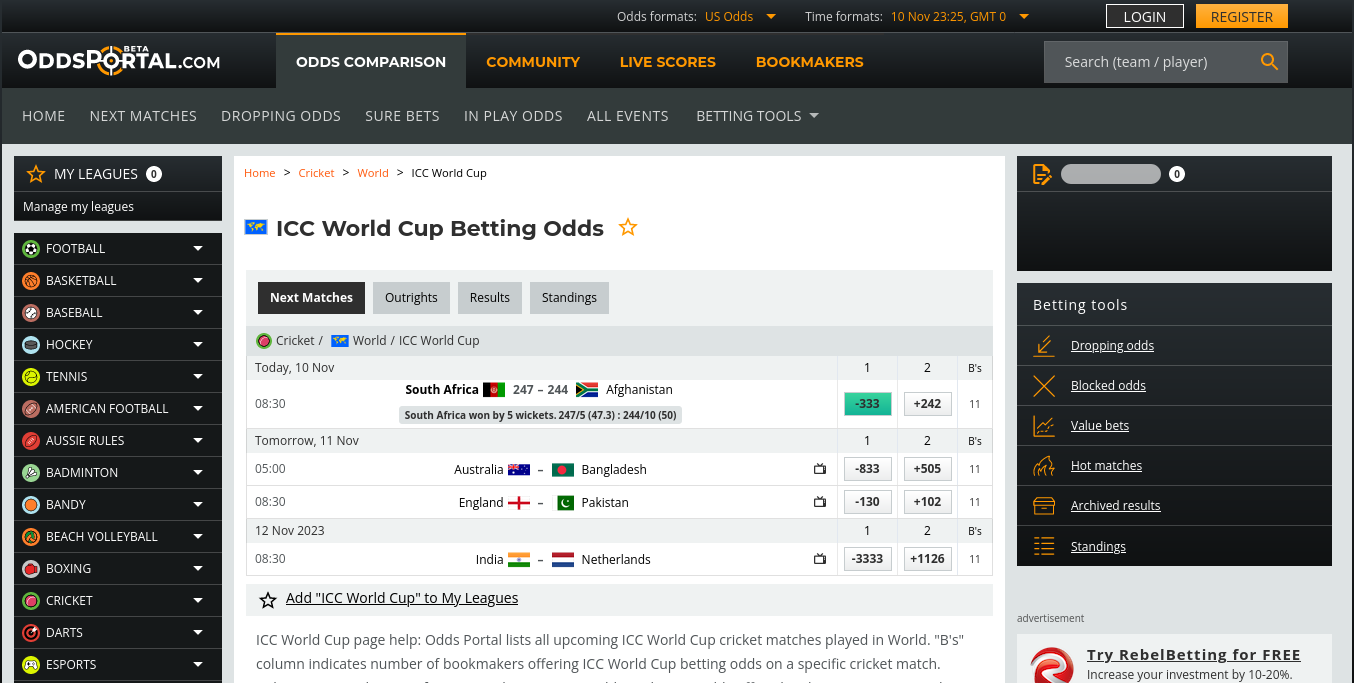 Odds formats: US Odds Time formats: 10 Nov 23:25, GMT 0 LOGIN REGISTER
ODDSPORTAL.COM BETA
ODDS COMPARISON COMMUNITY LIVE SCORES BOOKMAKERS Search (team / player)
HOME NEXT MATCHES DROPPING ODDS SURE BETS IN PLAY ODDS ALL EVENTS BETTING TOOLS
MY LEAGUES 0
Manage my leagues
FOOTBALL
BASKETBALL
BASEBALL
HOCKEY
TENNIS
AMERICAN FOOTBALL
AUSSIE RULES
BADMINTON
BANDY
BEACH VOLLEYBALL
BOXING
CRICKET
DARTS
ESPORTS
Home > Cricket > World > ICC World Cup
ICC World Cup Betting Odds
Next Matches Outrights Results Standings
Cricket / World / ICC World Cup
Today, 10 Nov 1 2 B's
08:30 South Africa 247 – 244 Afghanistan -333 +242 11
South Africa won by 5 wickets. 247/5 (47.3) : 244/10 (50)
Tomorrow, 11 Nov 1 2 B's
05:00 Australia – Bangladesh -833 +505 11
08:30 England – Pakistan -130 +102 11
12 Nov 2023 1 2 B's
08:30 India – Netherlands -3333 +1126 11
Add "ICC World Cup" to My Leagues
ICC World Cup page help: Odds Portal lists all upcoming ICC World Cup cricket matches played in World. "B's"
column indicates number of bookmakers offering ICC World Cup betting odds on a specific cricket match.
0
Betting tools
Dropping odds
Blocked odds
Value bets
Hot matches
Archived results
Standings
advertisement
Try RebelBetting for FREE
Increase your investment by 10-20%.